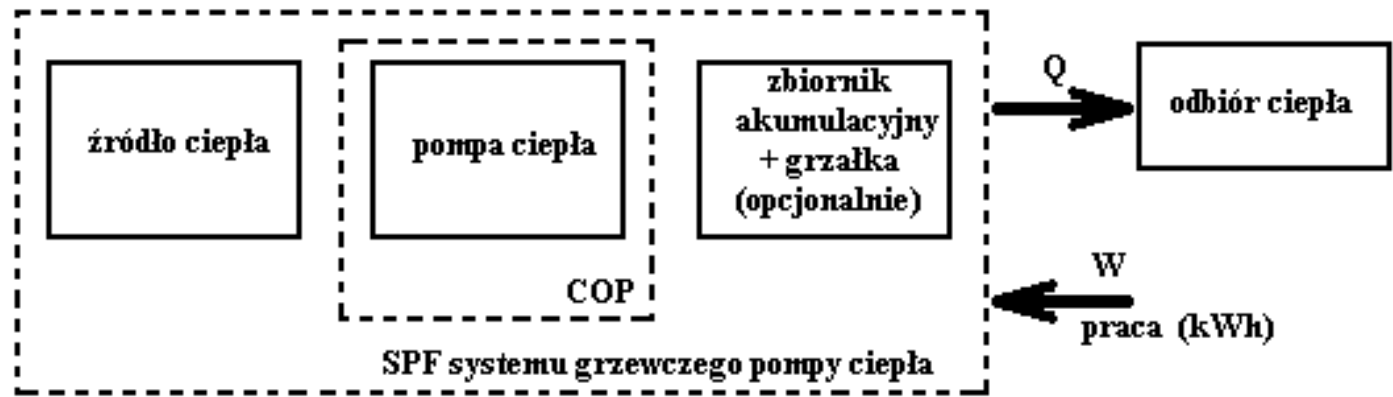 źródło ciepła
pompa ciepła
zbiornik
akumulacyjny
+ grzałka
(opcjonalnie)
COP
SPF systemu grzewczego pompy ciepła
Q
odbiór ciepła
W
praca (kWh)